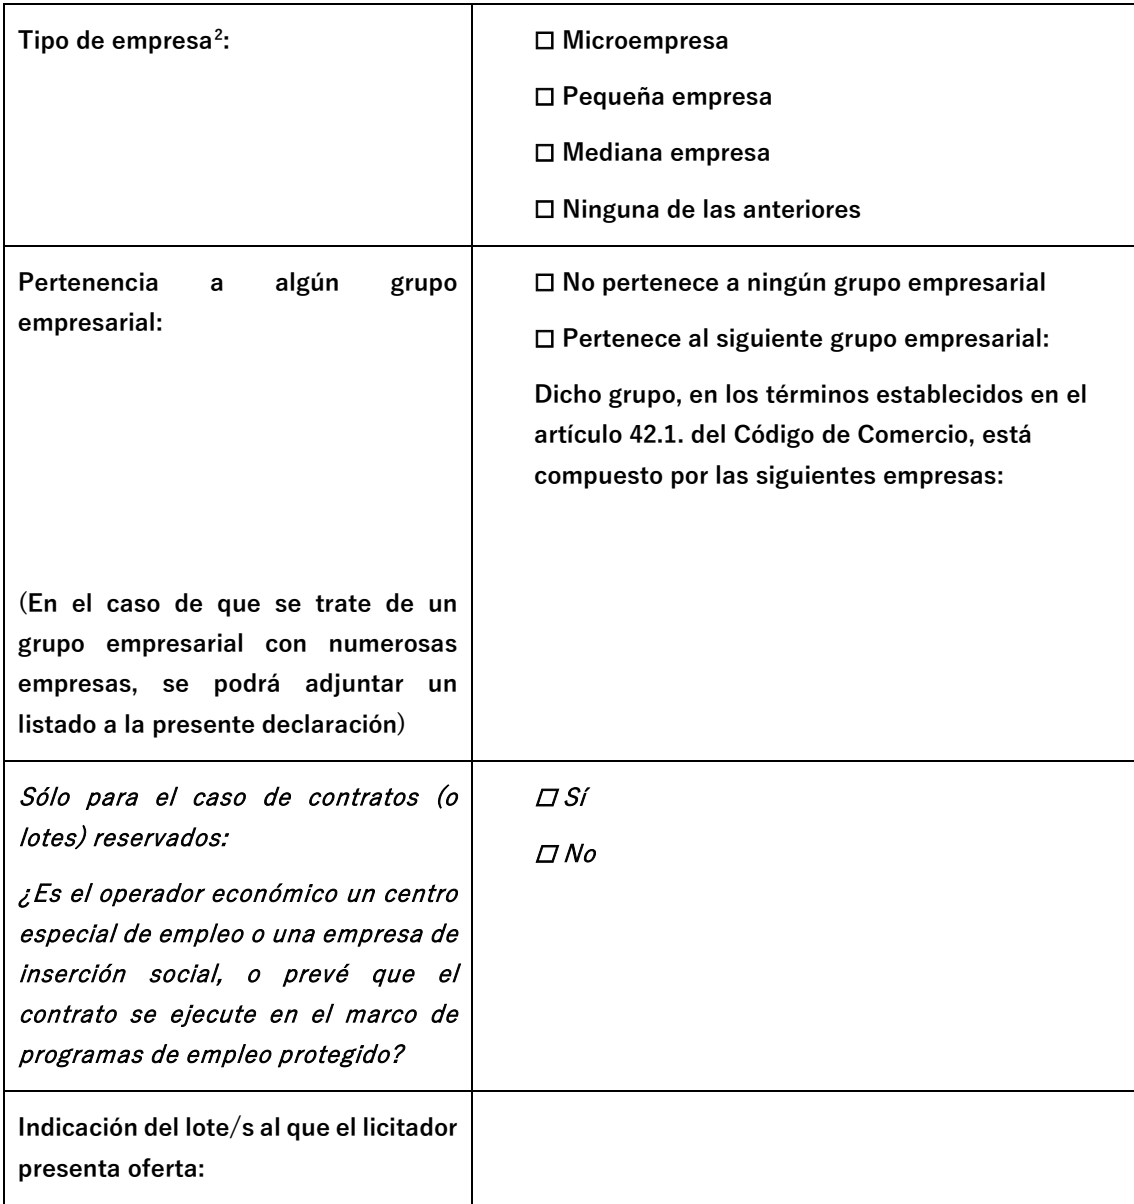 Tipo de empresa²:
☐ Microempresa
☐ Pequeña empresa
☐ Mediana empresa
☐ Ninguna de las anteriores
Pertenencia a algún grupo
empresarial:
(En el caso de que se trate de un
grupo empresarial con numerosas
empresas, se podrá adjuntar un
listado a la presente declaración)
☐ No pertenece a ningún grupo empresarial
☐ Pertenece al siguiente grupo empresarial:
Dicho grupo, en los términos establecidos en el
artículo 42.1. del Código de Comercio, está
compuesto por las siguientes empresas:
Sólo para el caso de contratos (o
lotes) reservados:
¿Es el operador económico un centro
especial de empleo o una empresa de
inserción social, o prevé que el
contrato se ejecute en el marco de
programas de empleo protegido?
☐ Sí
☐ No
Indicación del lote/s al que el licitador
presenta oferta: